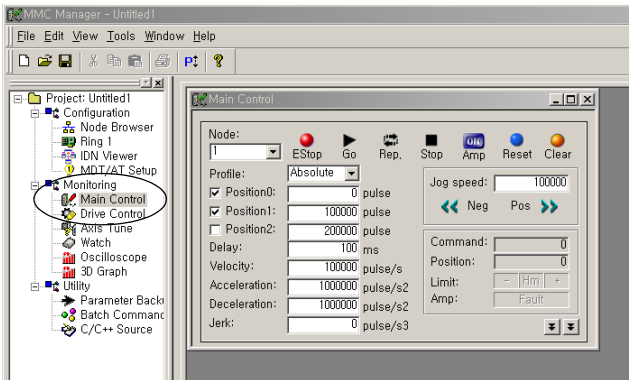 MMC Manager - Untitled1
File Edit View Tools Window Help
Project: Untitled1
Configuration
Node Browser
Ring 1
IDN Viewer
MDT/AT Setup
Monitoring
Main Control
Drive Control
Axis Tune
Watch
Oscilloscope
3D Graph
Utility
Parameter Back
Batch Command
C/C++ Source
Main Control
Node:
1
EStop Go Rep. Stop Amp Reset Clear
ON
Profile: Absolute
Position0: 0 pulse
Position1: 100000 pulse
Position2: 200000 pulse
Delay: 100 ms
Velocity: 100000 pulse/s
Acceleration: 1000000 pulse/s2
Deceleration: 1000000 pulse/s2
Jerk: 0 pulse/s3
Jog speed: 100000
Neg Pos
Command: 0
Position: 0
Limit: - Hm +
Amp: Fault